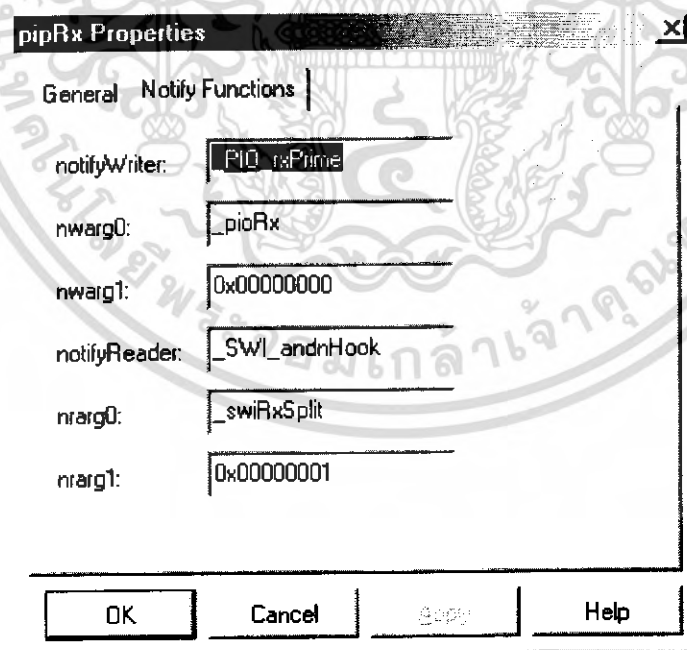 pipRx Properties
General Notify Functions
notifyWriter: _PIO_rxPrime
nwarg0: _pioRx
nwarg1: 0x00000000
notifyReader: _SWI_andnHook
nrarg0: _swiRxSplit
nrarg1: 0x00000001
OK Cancel Apply Help